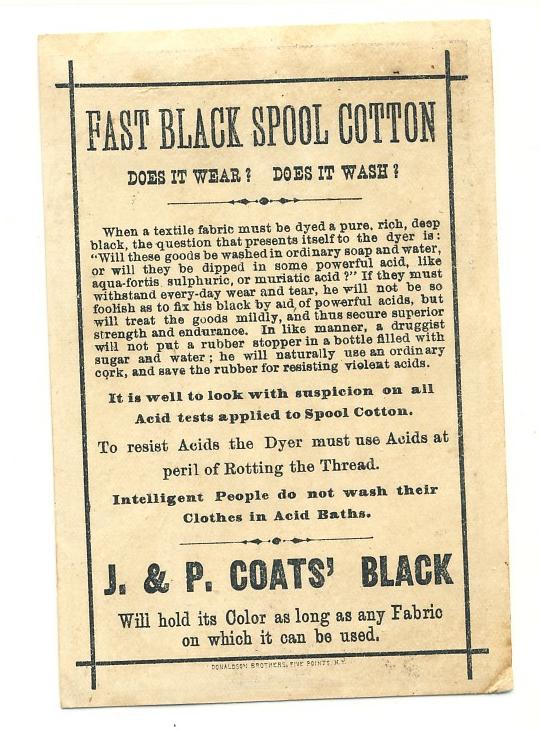 FAST BLACK SPOOL COTTON
DOES IT WEAR? DOES IT WASH?
When a textile fabric must be dyed a pure, rich, deep
black, the question that presents itself to the dyer is:
"Will these goods be washed in ordinary soap and water,
or will they be dipped in some powerful acid, like
aqua-fortis, sulphuric, or muriatic acid?" If they must
withstand every-day wear and tear, he will not be so
foolish as to fix his black by aid of powerful acids, but
will treat the goods mildly, and thus secure superior
strength and endurance. In like manner, a druggist
will not put a rubber stopper in a bottle filled with
sugar and water; he will naturally use an ordinary
cork, and save the rubber for resisting violent acids.
It is well to look with suspicion on all
Acid tests applied to Spool Cotton.
To resist Acids the Dyer must use Acids at
peril of Rotting the Thread.
Intelligent People do not wash their
Clothes in Acid Baths.
J. & P. COATS' BLACK
Will hold its Color as long as any Fabric
on which it can be used.
DONALDSON BROTHERS, FIVE POINTS, N.Y.